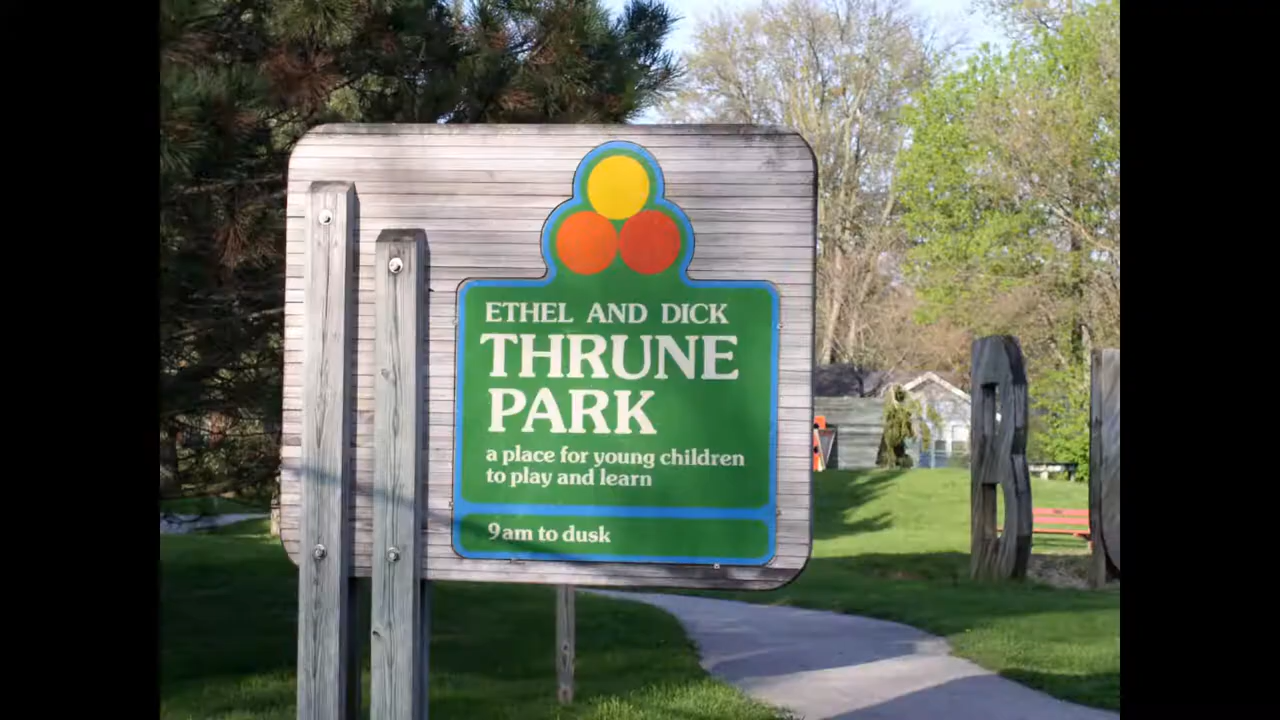 ETHEL AND DICK
THRUNE
PARK
a place for young children
to play and learn
9am to dusk